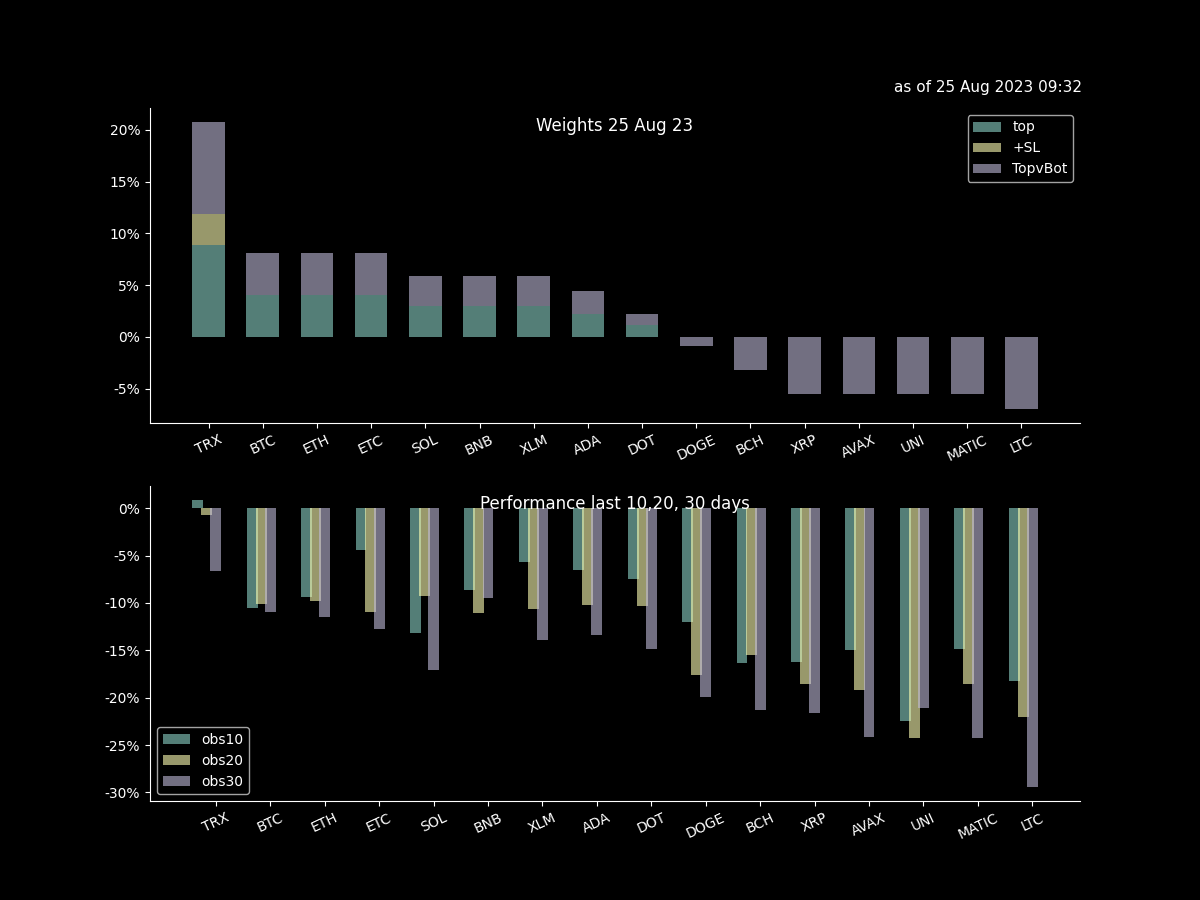 as of 25 Aug 2023 09:32
Weights 25 Aug 23
top
+SL
TopvBot
20%
15%
10%
5%
0%
-5%
TRX BTC ETH ETC SOL BNB XLM ADA DOT DOGE BCH XRP AVAX UNI MATIC LTC
Performance last 10,20, 30 days
0%
-5%
-10%
-15%
-20%
-25%
-30%
obs10
obs20
obs30
TRX BTC ETH ETC SOL BNB XLM ADA DOT DOGE BCH XRP AVAX UNI MATIC LTC